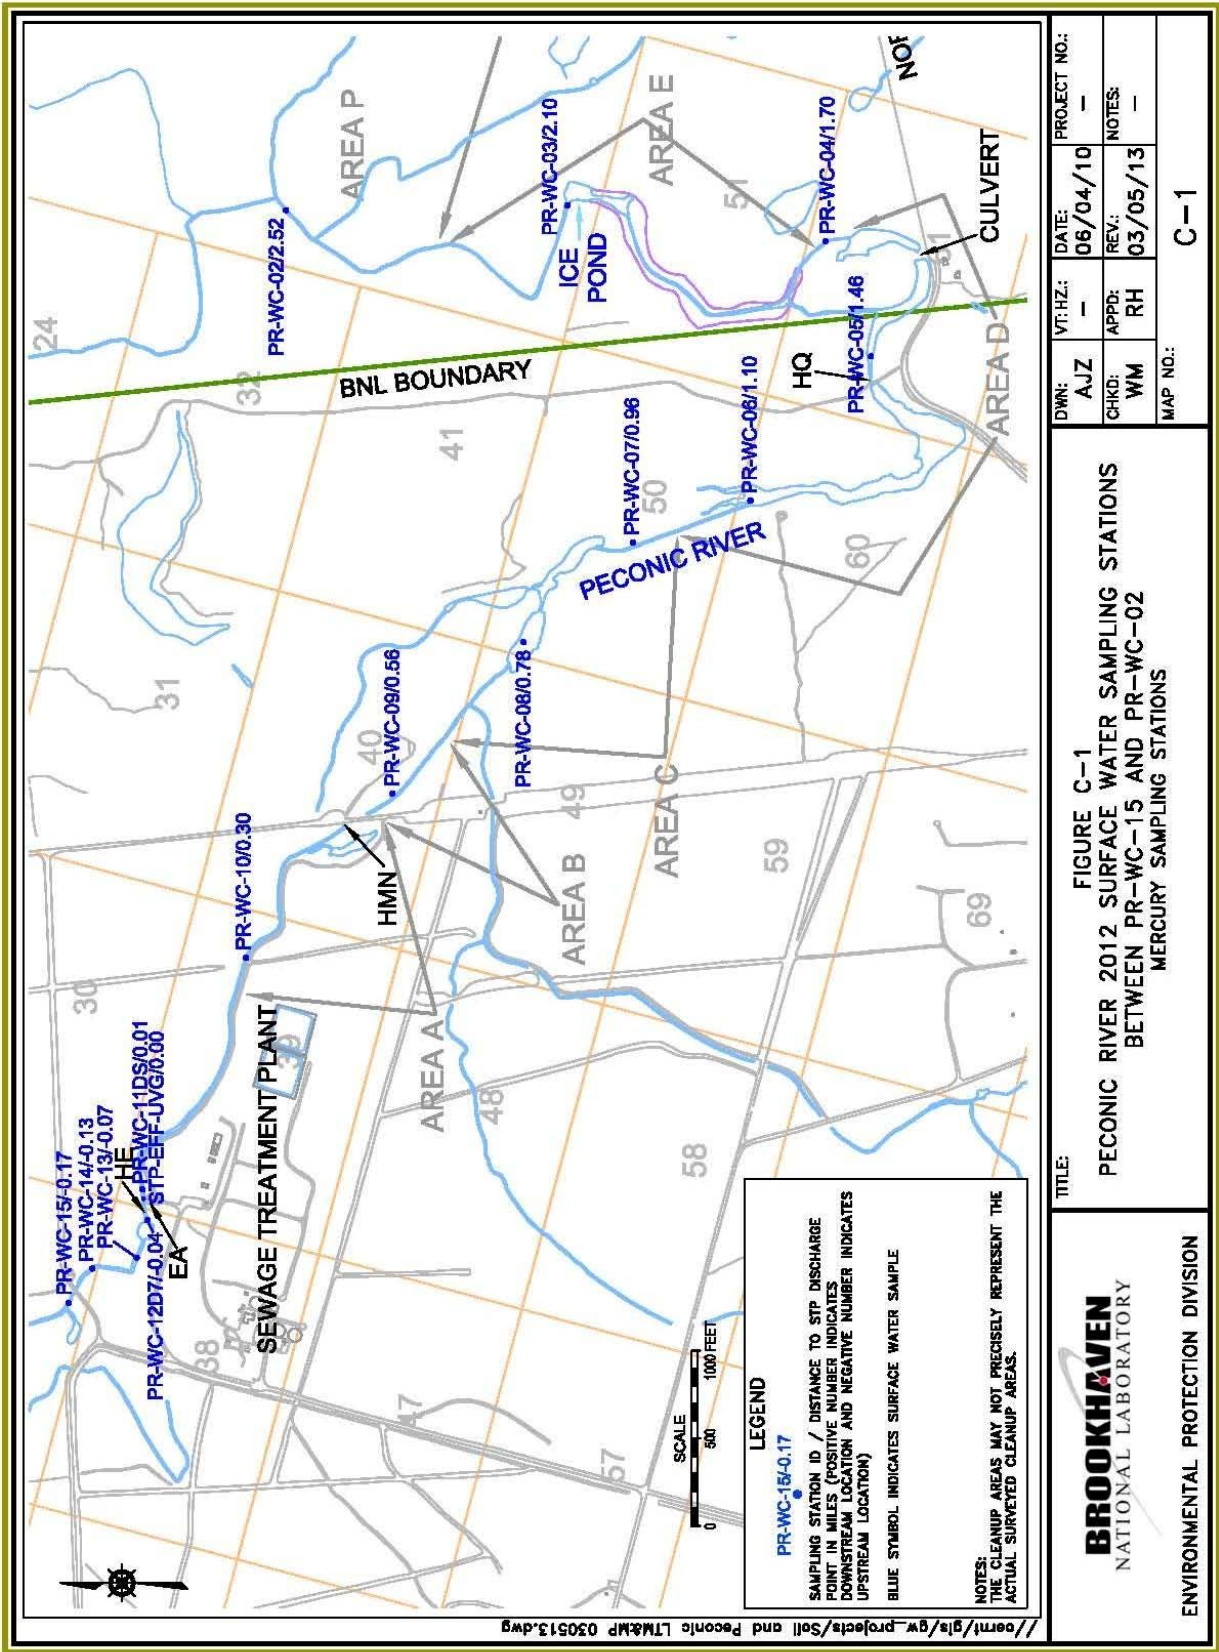 24
32
41
31
40
30
50
51
51
60
49
59
69
39
48
58
38
47
57
AREA P
AREA E
AREA D
AREA C
AREA B
AREA A
PR-WC-15/-0.17
PR-WC-14/-0.13
PR-WC-13/-0.07
HE
PR-WC-11DS/0.01
STP-EFF-UVG/0.00
PR-WC-12D7/-0.04
EA
SEWAGE TREATMENT PLANT
PR-WC-10/0.30
HMN
PR-WC-09/0.56
PR-WC-08/0.78
PR-WC-07/0.96
PECONIC RIVER
PR-WC-06/1.10
HQ
PR-WC-05/1.46
BNL BOUNDARY
PR-WC-02/2.52
PR-WC-03/2.10
ICE
POND
PR-WC-04/1.70
CULVERT
NOR
SCALE
0 500 1000 FEET
LEGEND
PR-WC-15/-0.17
SAMPLING STATION ID / DISTANCE TO STP DISCHARGE
POINT IN MILES (POSITIVE NUMBER INDICATES
DOWNSTREAM LOCATION AND NEGATIVE NUMBER INDICATES
UPSTREAM LOCATION)
BLUE SYMBOL INDICATES SURFACE WATER SAMPLE
NOTES:
THE CLEANUP AREAS MAY NOT PRECISELY REPRESENT THE
ACTUAL SURVEYED CLEANUP AREAS.
BROOKHAVEN
NATIONAL LABORATORY
ENVIRONMENTAL PROTECTION DIVISION
TITLE:
FIGURE C-1
PECONIC RIVER 2012 SURFACE WATER SAMPLING STATIONS
BETWEEN PR-WC-15 AND PR-WC-02
MERCURY SAMPLING STATIONS
DWN: AJZ
VT:HZ.: -
DATE: 06/04/10
PROJECT NO.: -
CHKD: WM
APPD: RH
REV.: 03/05/13
NOTES: -
MAP NO.:
C-1
gw_projects/Soil and Peconic LTM&MP 030513.dwg